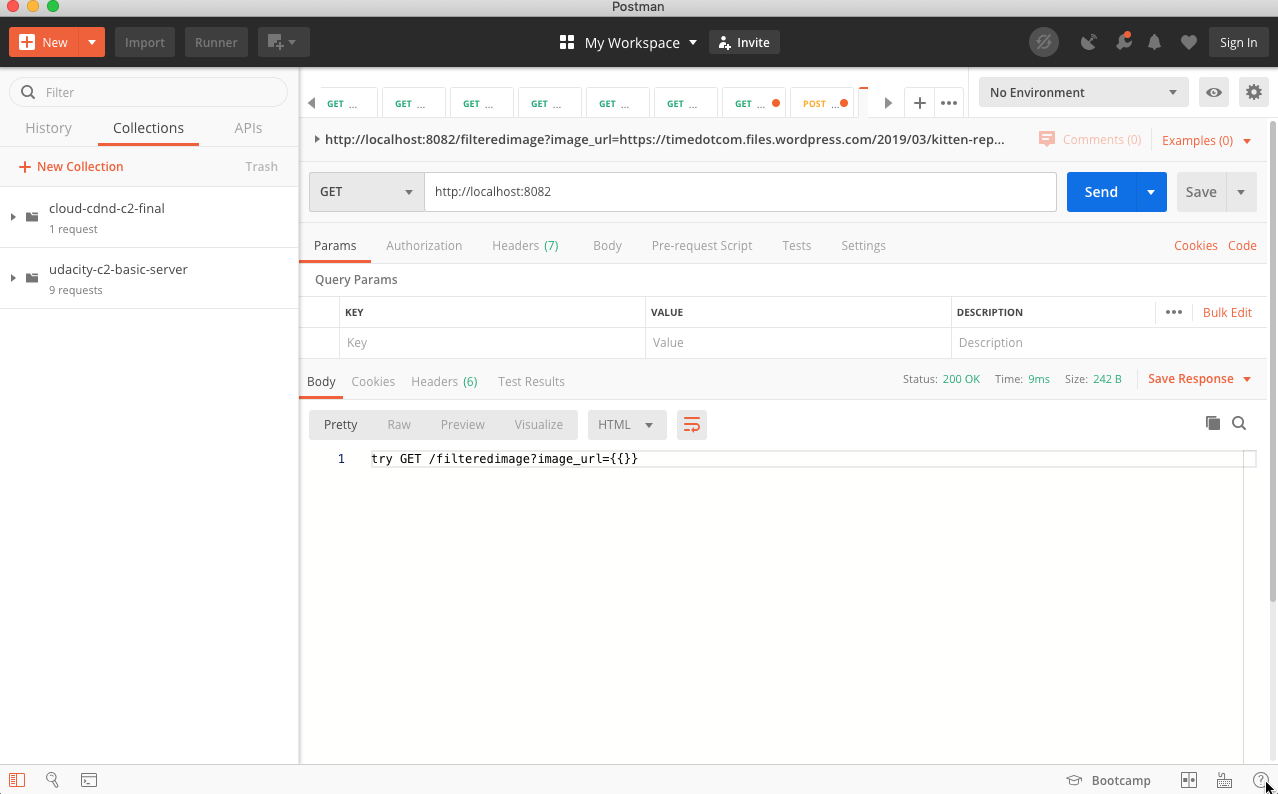 Postman
New
Import
Runner
My Workspace
Invite
Sign In
Filter
History
Collections
APIs
New Collection
Trash
cloud-cdnd-c2-final
1 request
udacity-c2-basic-server
9 requests
GET ...
GET ...
GET ...
GET ...
GET ...
GET ...
GET ...
POST ...
No Environment
http://localhost:8082/filteredimage?image_url=https://timedotcom.files.wordpress.com/2019/03/kitten-rep...
Comments (0)
Examples (0)
GET
http://localhost:8082
Send
Save
Params
Authorization
Headers (7)
Body
Pre-request Script
Tests
Settings
Cookies
Code
Query Params
KEY
VALUE
DESCRIPTION
Bulk Edit
Key
Value
Description
Body
Cookies
Headers (6)
Test Results
Status: 200 OK
Time: 9ms
Size: 242 B
Save Response
Pretty
Raw
Preview
Visualize
HTML
1
try GET /filteredimage?image_url={{}}
Bootcamp